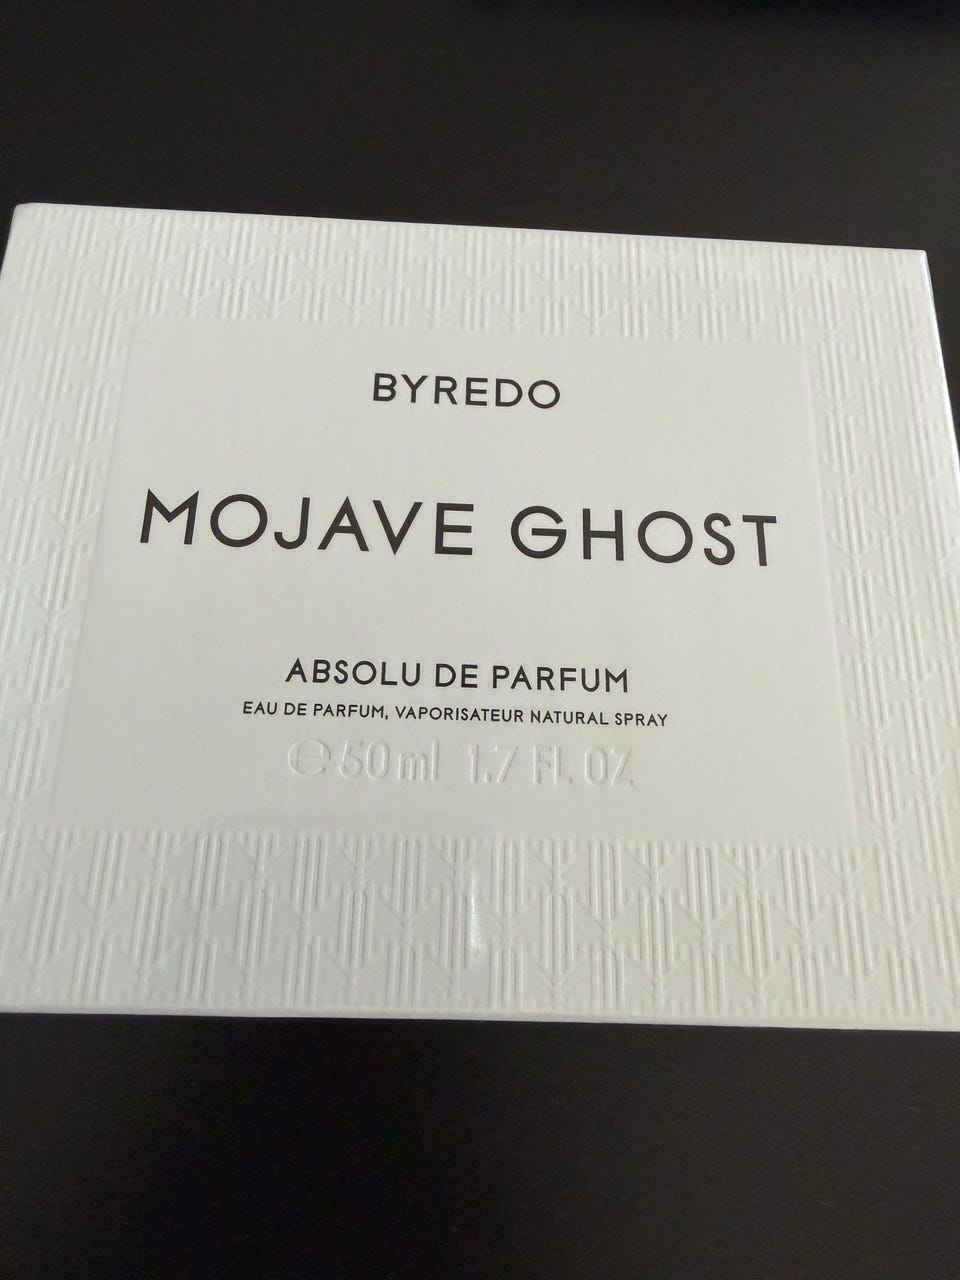 BYREDO
MOJAVE GHOST
ABSOLU DE PARFUM
EAU DE PARFUM, VAPORISATEUR NATURAL SPRAY
℮ 50 ml 1.7 FL. OZ.